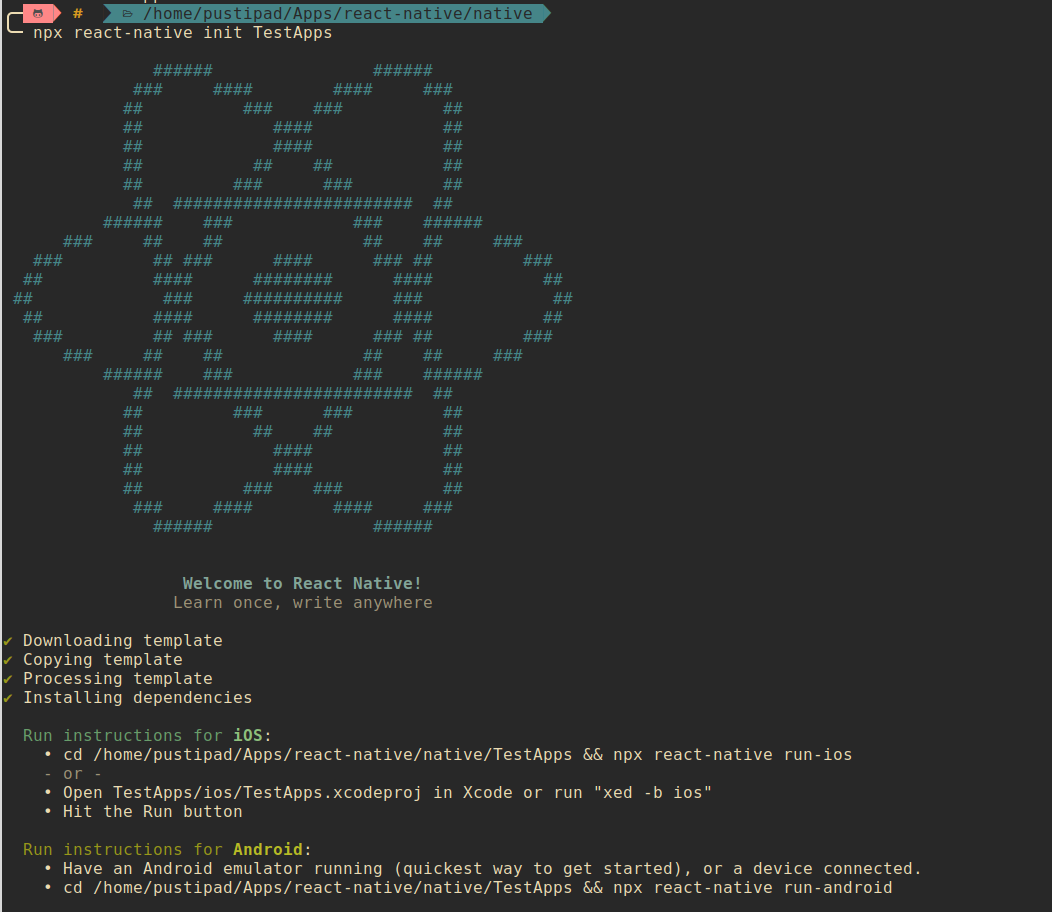 # /home/pustipad/Apps/react-native/native
npx react-native init TestApps
               ######                ######
             ###     ####        ####     ###
            ##          ###    ###          ##
            ##             ####             ##
            ##             ####             ##
            ##           ##    ##           ##
            ##         ###      ###         ##
             ##  ########################  ##
          ######    ###            ###    ######
      ###     ##    ##              ##    ##     ###
   ###         ## ###      ####      ### ##         ###
  ##           ####      ########      ####           ##
 ##             ###     ##########     ###             ##
  ##           ####      ########      ####           ##
   ###         ## ###      ####      ### ##         ###
      ###     ##    ##              ##    ##     ###
          ######    ###            ###    ######
             ##  ########################  ##
            ##         ###      ###         ##
            ##           ##    ##           ##
            ##             ####             ##
            ##             ####             ##
            ##          ###    ###          ##
             ###     ####        ####     ###
               ######                ######
Welcome to React Native!
Learn once, write anywhere
✔ Downloading template
✔ Copying template
✔ Processing template
✔ Installing dependencies
Run instructions for iOS:
• cd /home/pustipad/Apps/react-native/native/TestApps && npx react-native run-ios
- or -
• Open TestApps/ios/TestApps.xcodeproj in Xcode or run "xed -b ios"
• Hit the Run button
Run instructions for Android:
• Have an Android emulator running (quickest way to get started), or a device connected.
• cd /home/pustipad/Apps/react-native/native/TestApps && npx react-native run-android